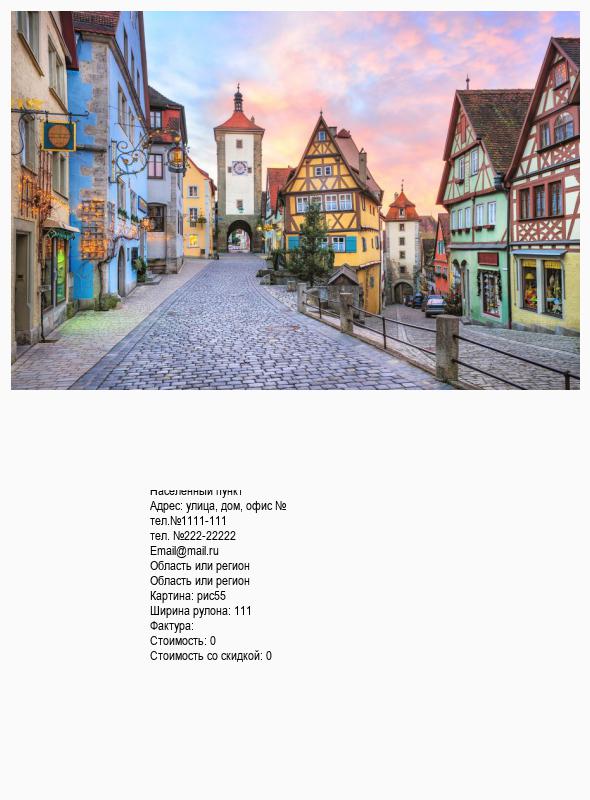 Населенный пункт
Адрес: улица, дом, офис №
тел.№1111-111
тел. №222-22222
Email@mail.ru
Область или регион
Область или регион
Картина: рис55
Ширина рулона: 111
Фактура:
Стоимость: 0
Стоимость со скидкой: 0